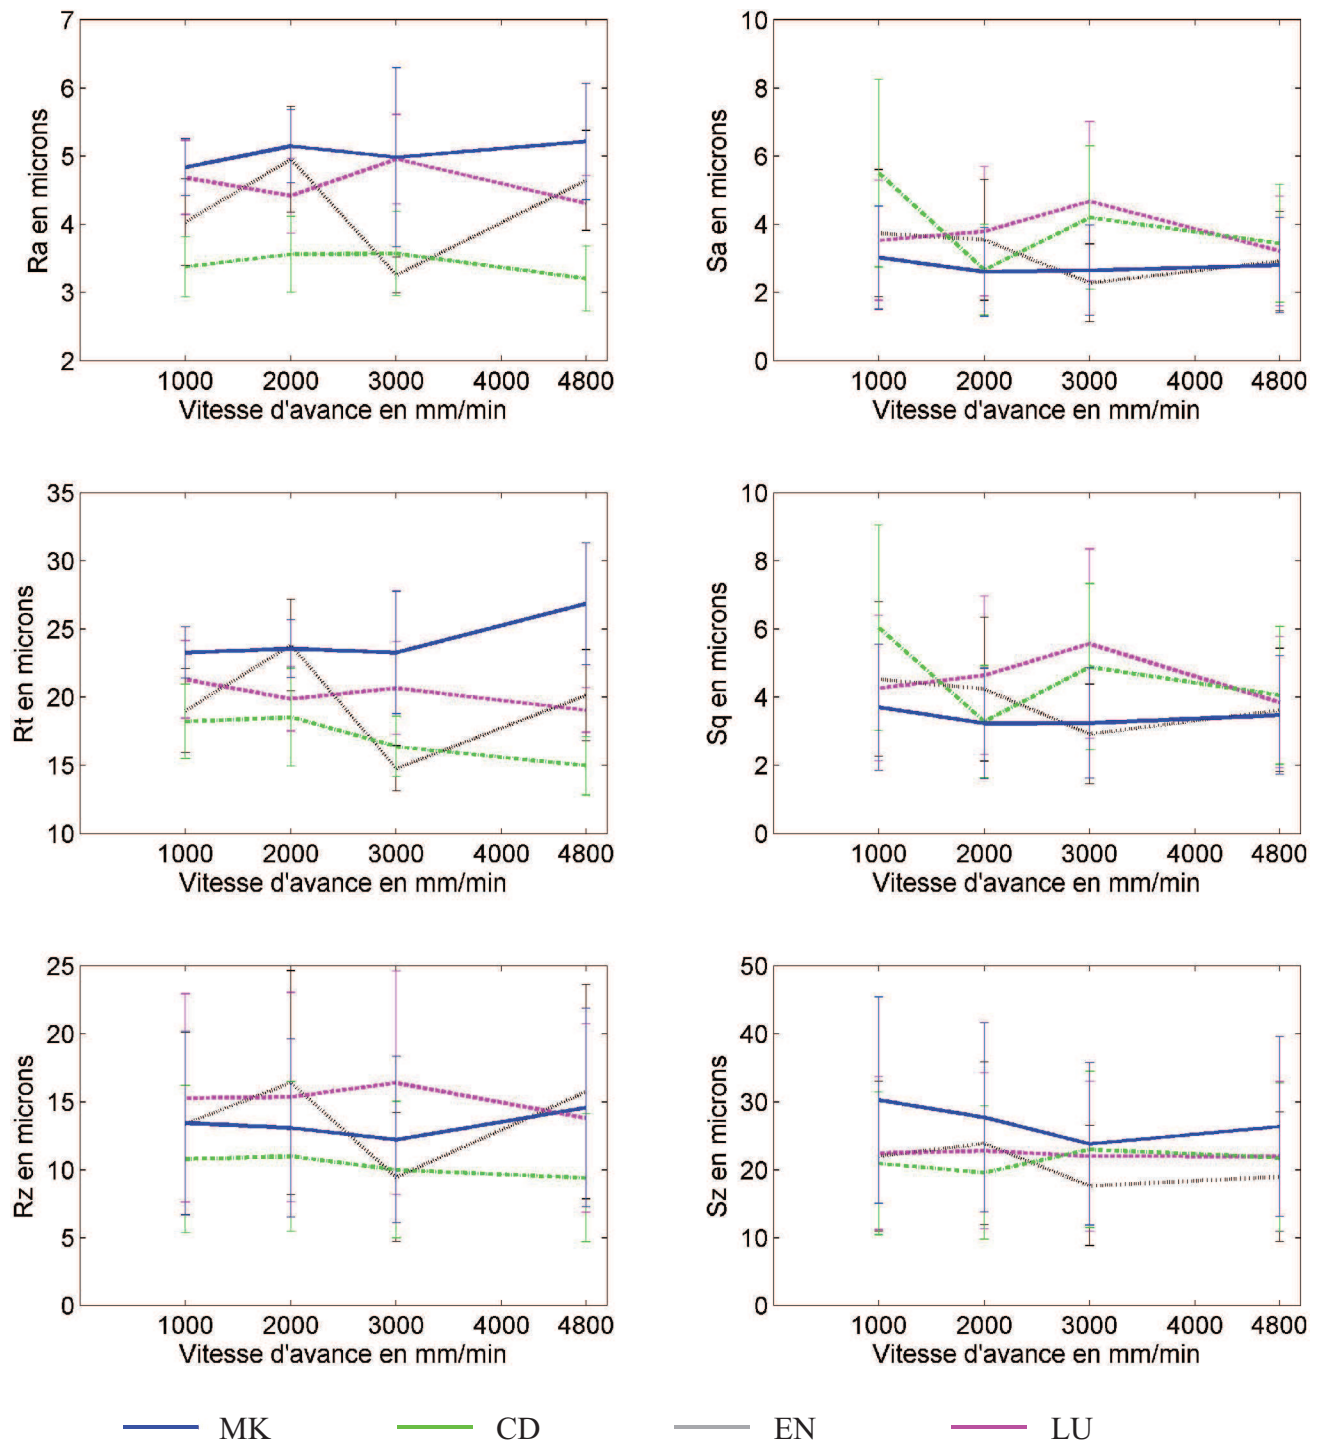 7
6
5
4
3
2
Ra en microns
1000 2000 3000 4000 4800
Vitesse d'avance en mm/min
10
8
6
4
2
0
Sa en microns
1000 2000 3000 4000 4800
Vitesse d'avance en mm/min
35
30
25
20
15
10
Rt en microns
1000 2000 3000 4000 4800
Vitesse d'avance en mm/min
10
8
6
4
2
0
Sq en microns
1000 2000 3000 4000 4800
Vitesse d'avance en mm/min
25
20
15
10
5
0
Rz en microns
1000 2000 3000 4000 4800
Vitesse d'avance en mm/min
50
40
30
20
10
0
Sz en microns
1000 2000 3000 4000 4800
Vitesse d'avance en mm/min
MK CD EN LU